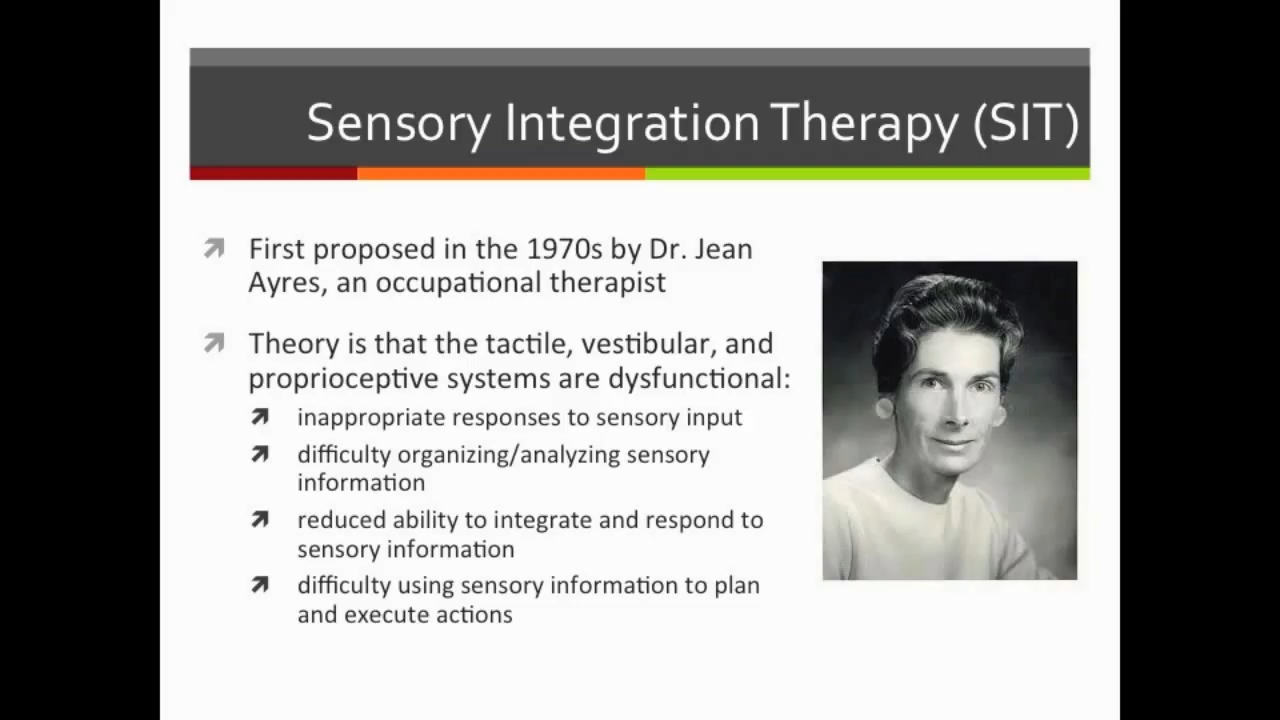 Sensory Integration Therapy (SIT)
First proposed in the 1970s by Dr. Jean
Ayres, an occupational therapist
Theory is that the tactile, vestibular, and
proprioceptive systems are dysfunctional:
inappropriate responses to sensory input
difficulty organizing/analyzing sensory
information
reduced ability to integrate and respond to
sensory information
difficulty using sensory information to plan
and execute actions